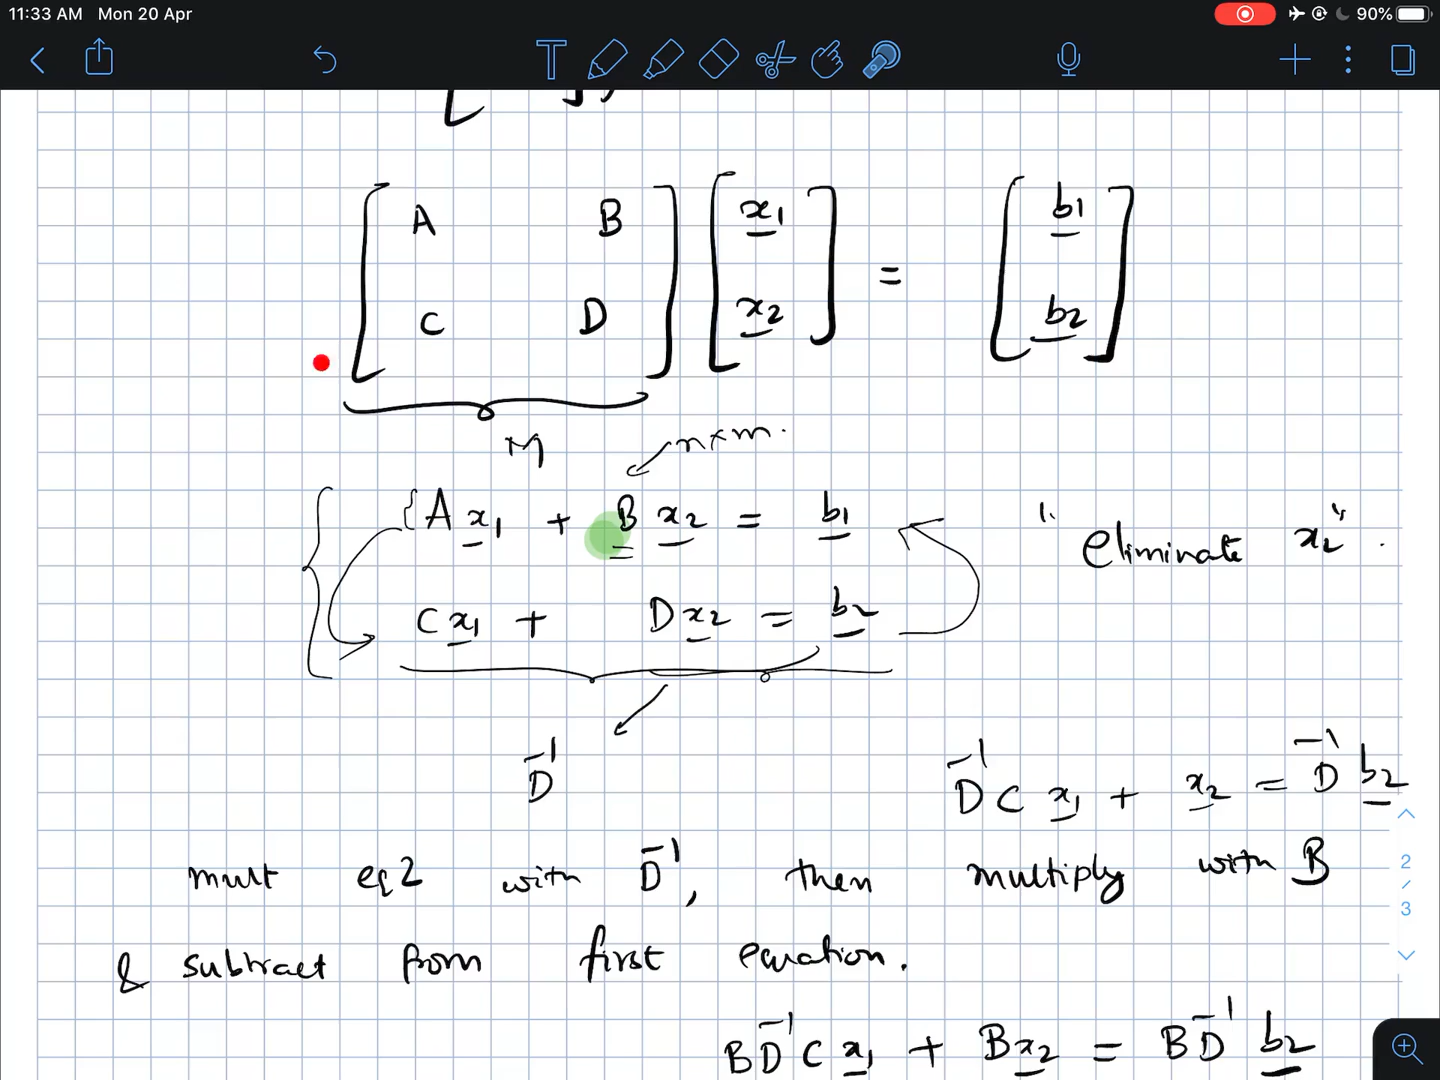 11:33 AM Mon 20 Apr 90%
T
A B x1 = b1
C D x2 b2
M n×m.
{A x1 + B x2 = b1 "eliminate x2".
C x1 + D x2 = b2
D⁻¹ D⁻¹ C x1 + x2 = D⁻¹ b2
mult eq2 with D⁻¹, then multiply with B
& subtract from first equation.
B D⁻¹ C x1 + B x2 = B D⁻¹ b2
2
3